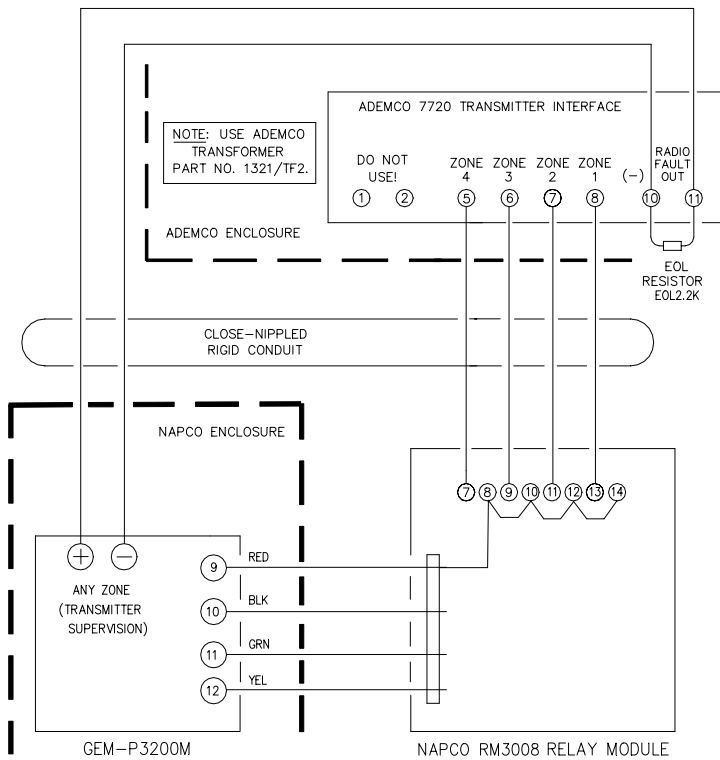 ADEMCO 7720 TRANSMITTER INTERFACE
NOTE: USE ADEMCO
TRANSFORMER
PART NO. 1321/TF2.
DO NOT
USE!
ZONE
4
ZONE
3
ZONE
2
ZONE
1
(-)
RADIO
FAULT
OUT
1
2
5
6
7
8
10
11
ADEMCO ENCLOSURE
EOL
RESISTOR
EOL2.2K
CLOSE-NIPPLED
RIGID CONDUIT
NAPCO ENCLOSURE
7
8
9
10
11
12
13
14
+
-
ANY ZONE
(TRANSMITTER
SUPERVISION)
9
RED
10
BLK
11
GRN
12
YEL
GEM-P3200M
NAPCO RM3008 RELAY MODULE